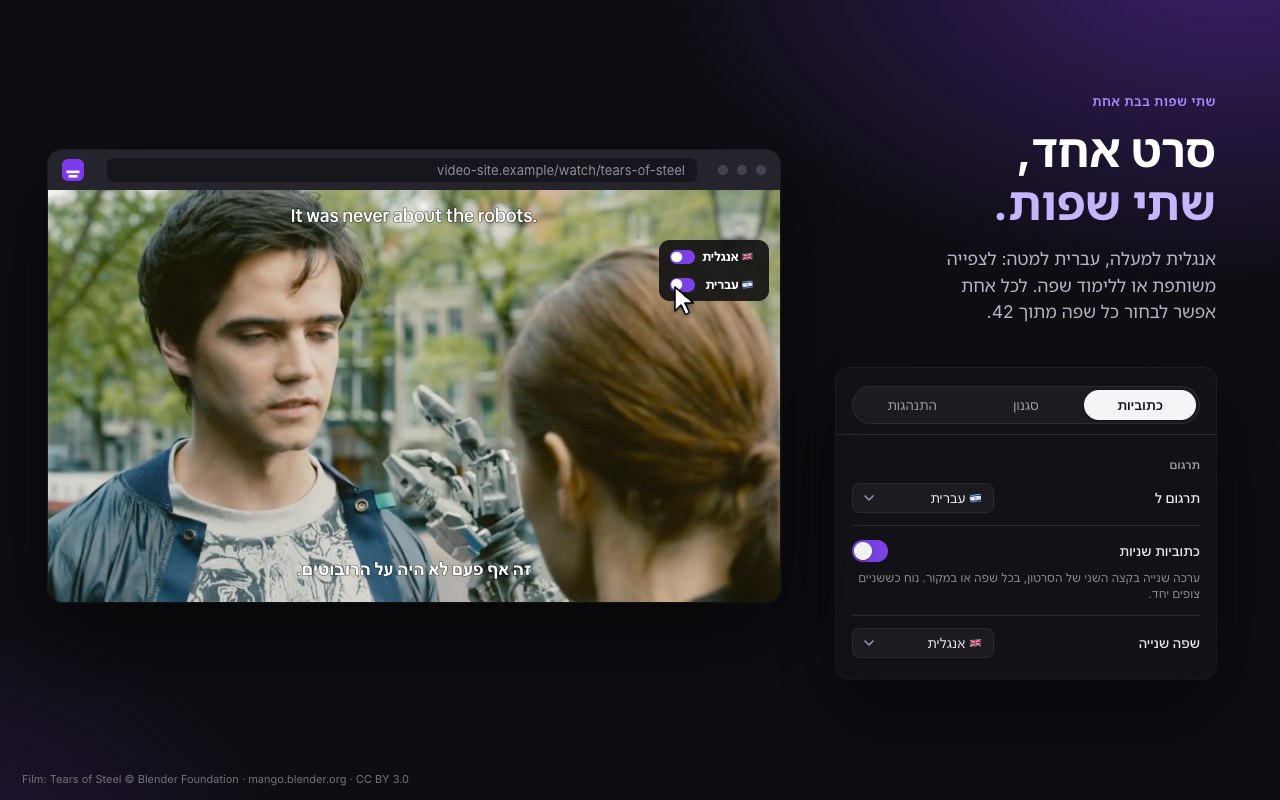 שתי שפות בבת אחת
סרט אחד,
שתי שפות.
אנגלית למעלה, עברית למטה: לצפייה
משותפת או ללימוד שפה. לכל אחת
אפשר לבחור כל שפה מתוך 42.
video-site.example/watch/tears-of-steel
It was never about the robots.
אנגלית
עברית
זה אף פעם לא היה על הרובוטים.
כתוביות
סגנון
התנהגות
תרגום
תרגום ל
עברית
כתוביות שניות
ערכה שנייה בקצה השני של הסרטון, בכל שפה או במקור. נוח כששניים
צופים יחד.
שפה שנייה
אנגלית
Film: Tears of Steel © Blender Foundation · mango.blender.org · CC BY 3.0